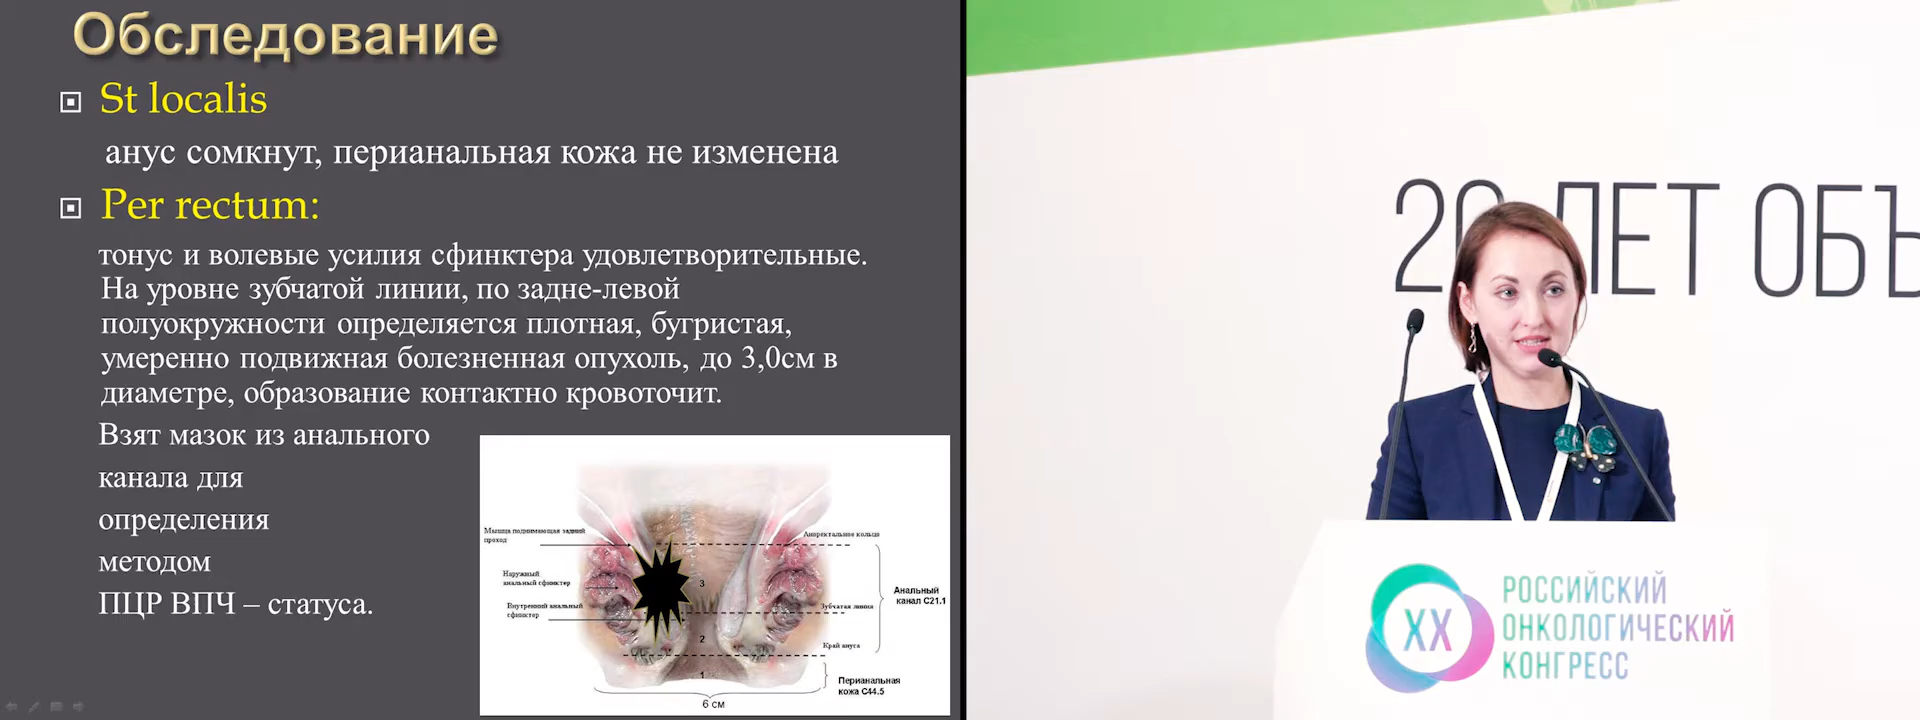 Обследование
St localis
анус сомкнут, перианальная кожа не изменена
Per rectum:
тонус и волевые усилия сфинктера удовлетворительные.
На уровне зубчатой линии, по задне-левой
полуокружности определяется плотная, бугристая,
умеренно подвижная болезненная опухоль, до 3,0см в
диаметре, образование контактно кровоточит.
Взят мазок из анального
канала для
определения
методом
ПЦР ВПЧ – статуса.
Мышца поднимающая задний
проход
Наружный
анальный сфинктер
Внутренний анальный
сфинктер
Аноректальное кольцо
Зубчатая линия
Край ануса
Анальный
канал С21.1
Перианальная
кожа С44.5
3
2
1
6 см
20 ЛЕТ ОБЪ
XX
РОССИЙСКИЙ
ОНКОЛОГИЧЕСКИЙ
КОНГРЕСС